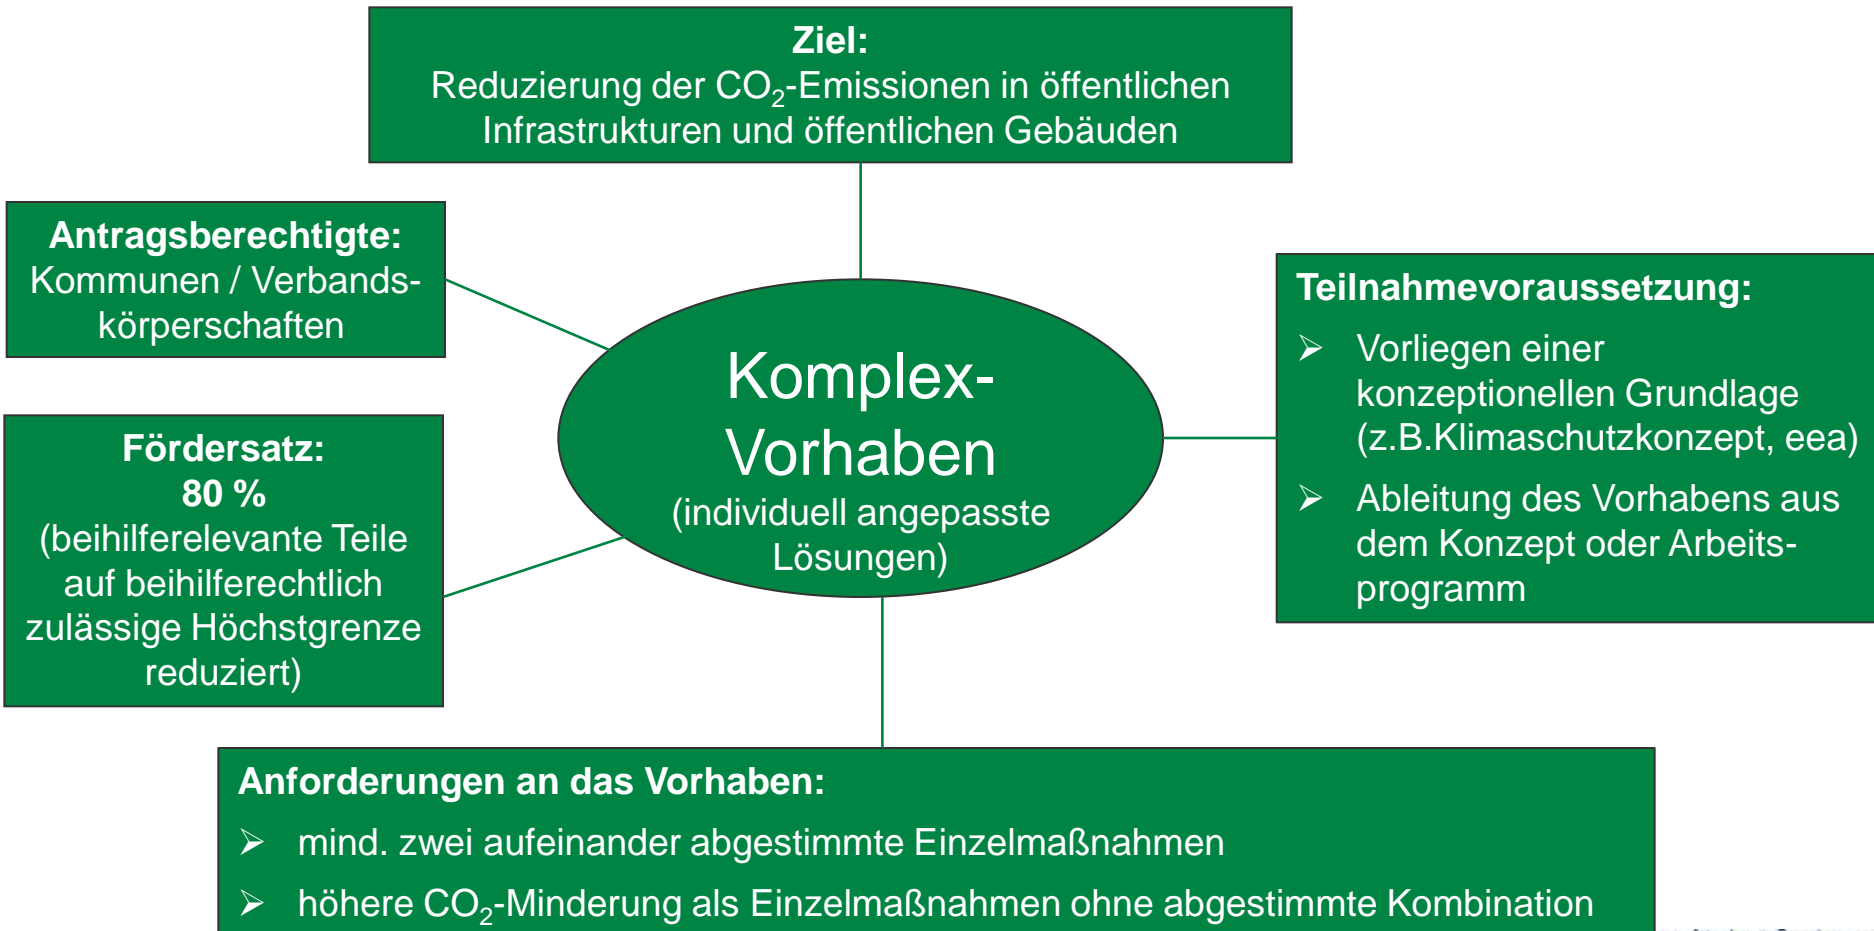 Ziel:
Reduzierung der CO₂-Emissionen in öffentlichen
Infrastrukturen und öffentlichen Gebäuden
Antragsberechtigte:
Kommunen / Verbands-
körperschaften
Fördersatz:
80 %
(beihilferelevante Teile
auf beihilferechtlich
zulässige Höchstgrenze
reduziert)
Komplex-
Vorhaben
(individuell angepasste
Lösungen)
Teilnahmevoraussetzung:
➢ Vorliegen einer
konzeptionellen Grundlage
(z.B.Klimaschutzkonzept, eea)
➢ Ableitung des Vorhabens aus
dem Konzept oder Arbeits-
programm
Anforderungen an das Vorhaben:
➢ mind. zwei aufeinander abgestimmte Einzelmaßnahmen
➢ höhere CO₂-Minderung als Einzelmaßnahmen ohne abgestimmte Kombination